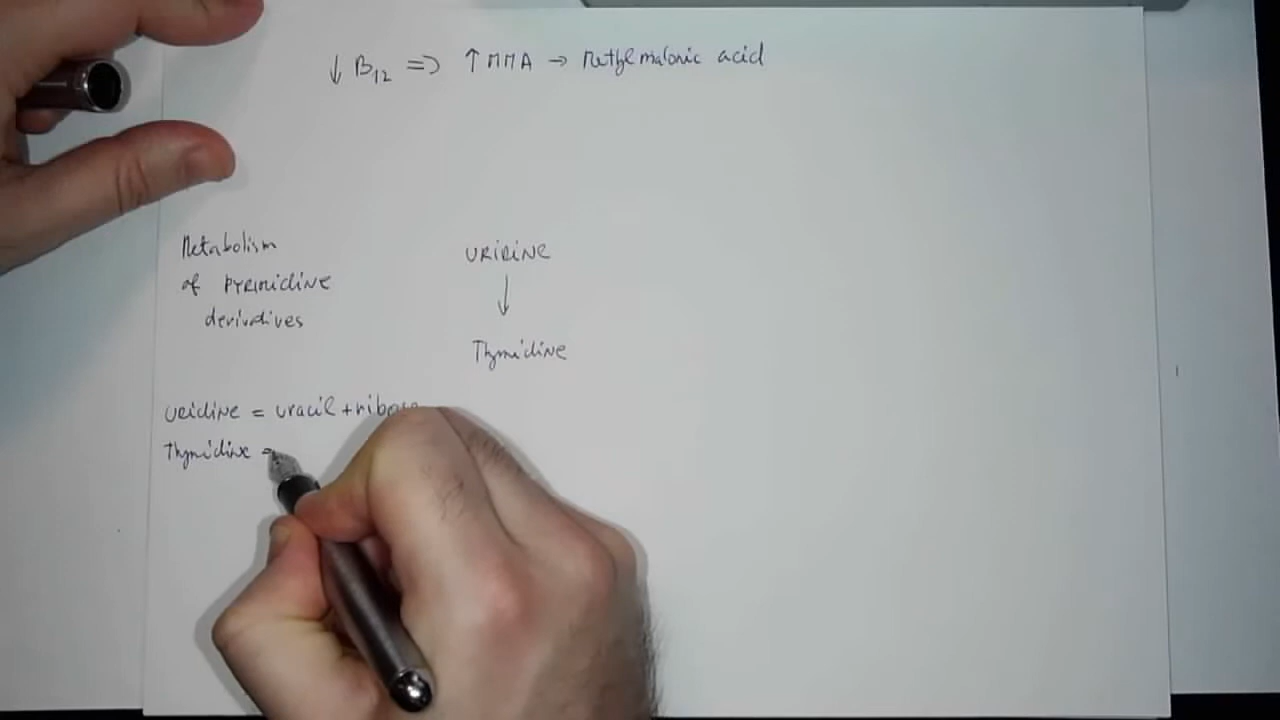 ↓ B12 => ↑ MMA → Methylmalonic acid
Metabolism
of pyrimidine
derivatives
URIDINE
↓
Thymidine
uridine = uracil + ribose
Thymidine =